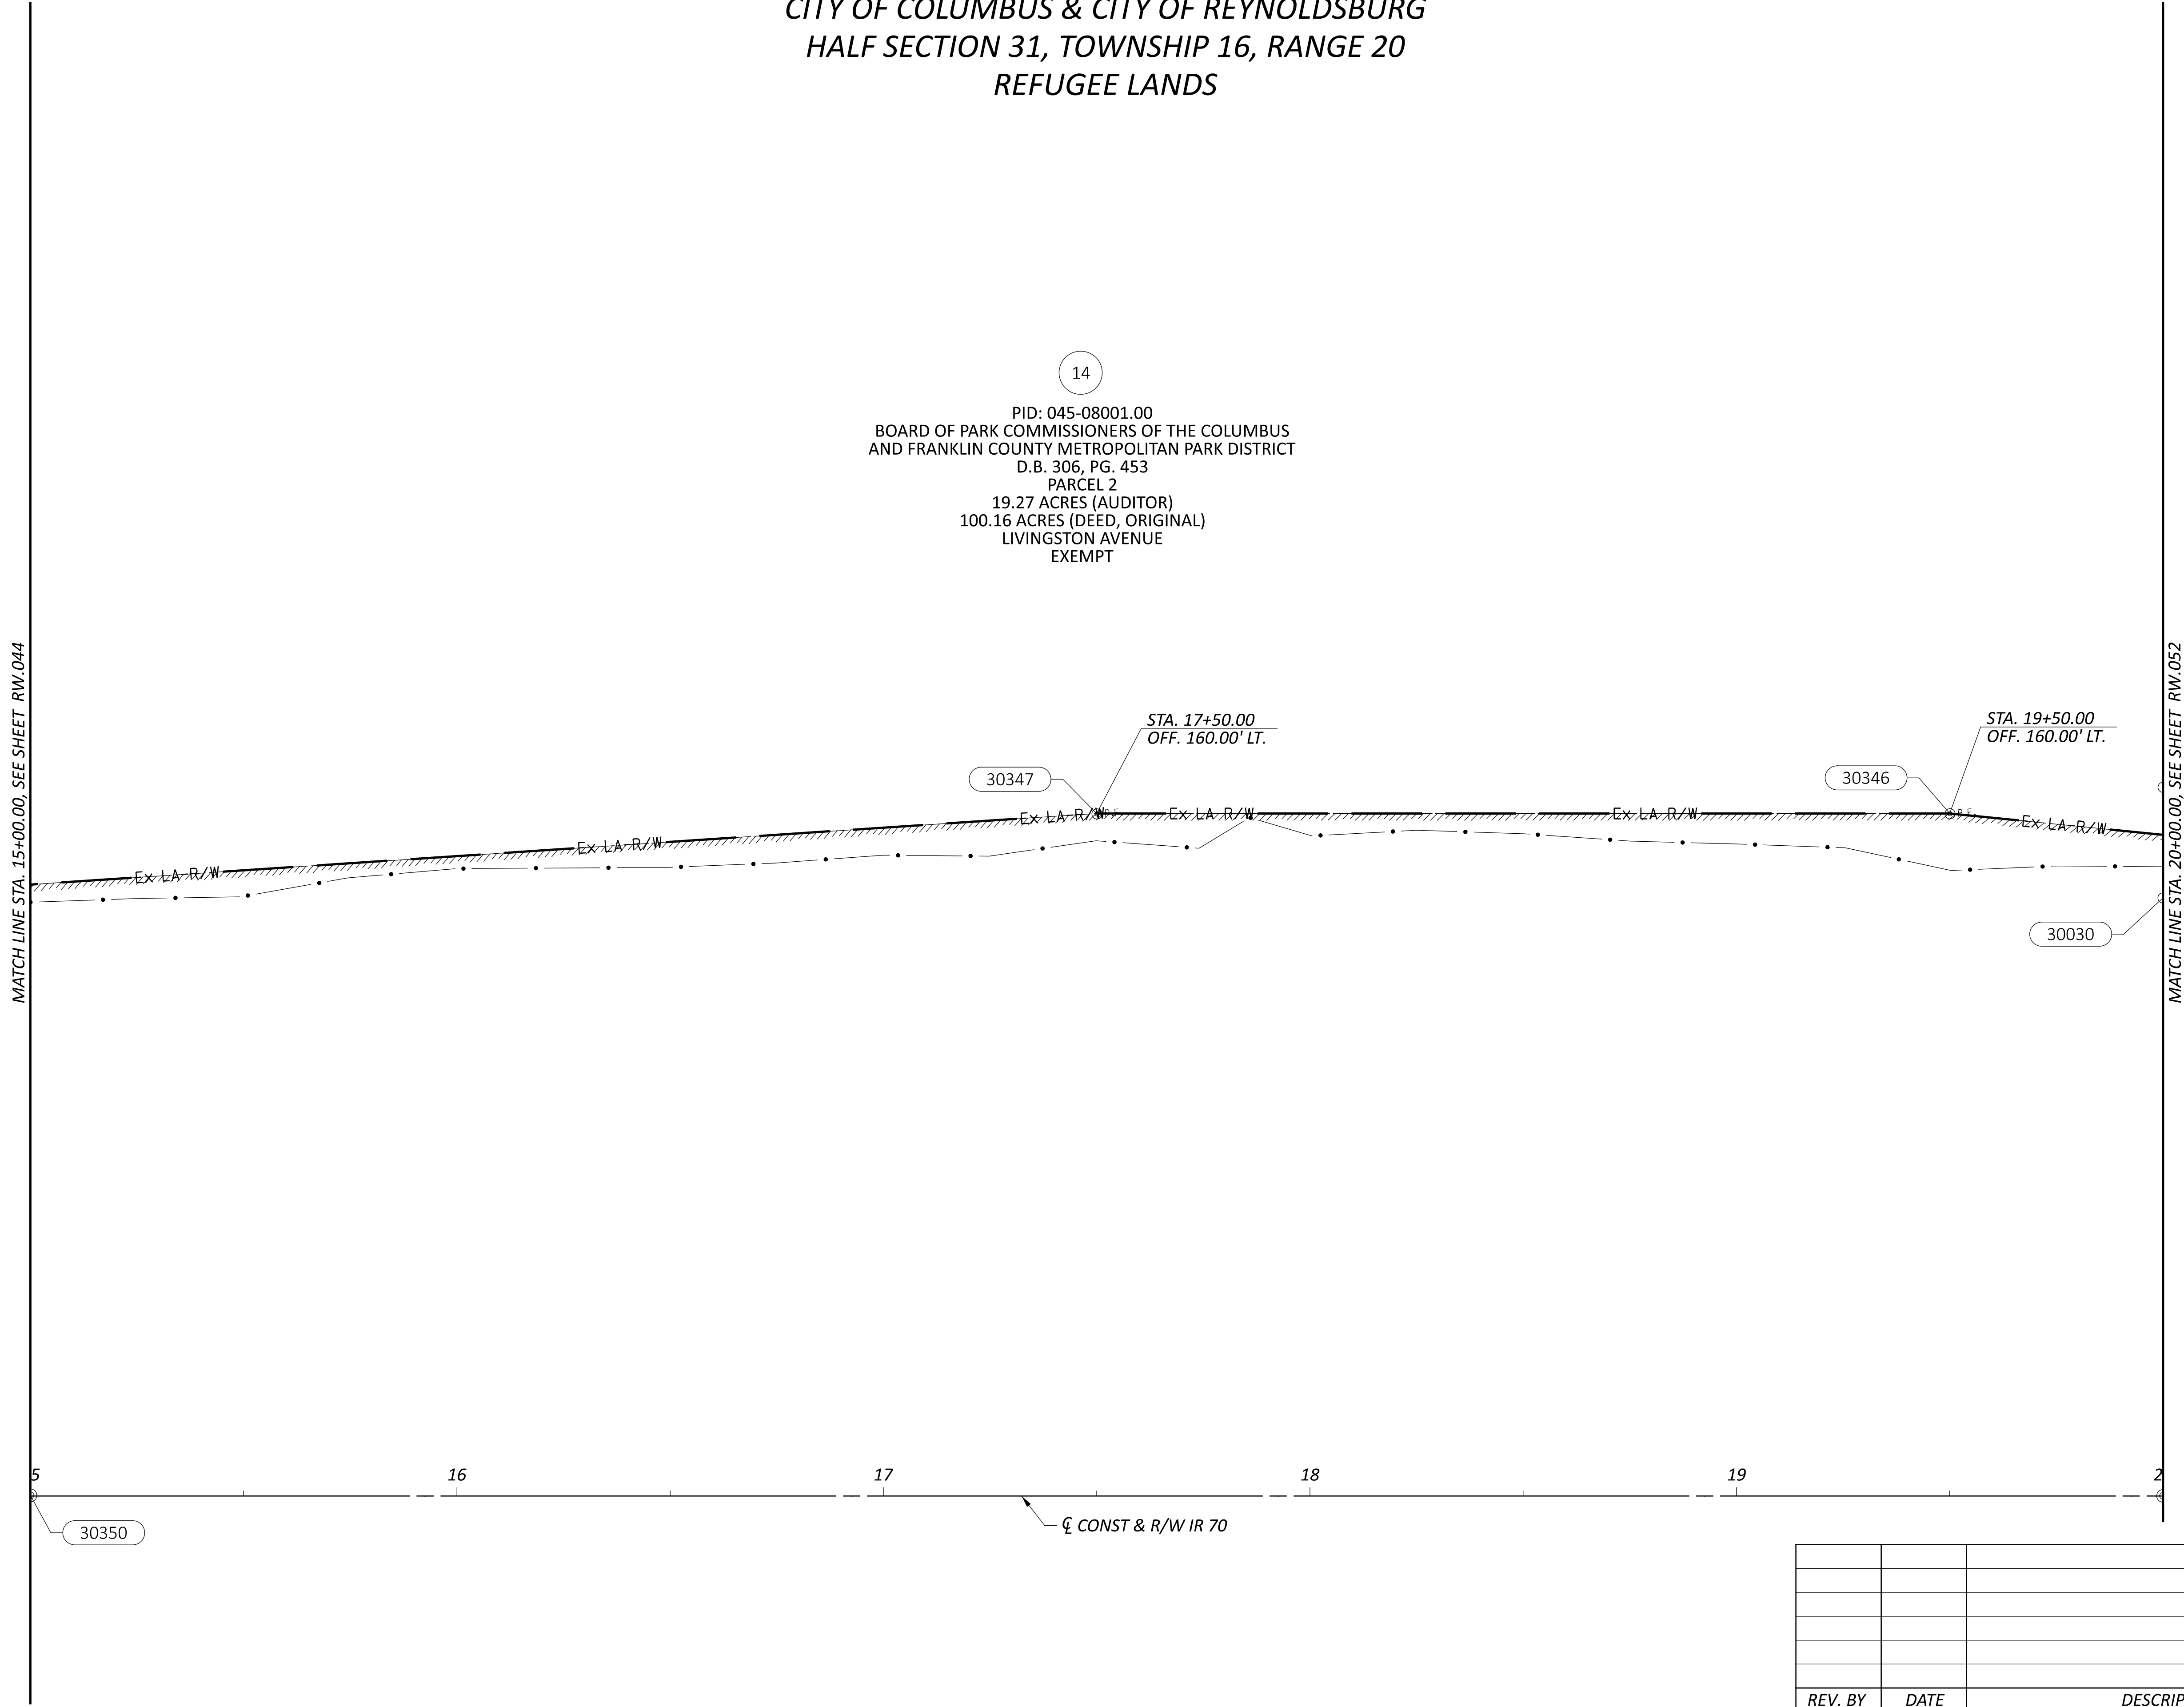 CITY OF COLUMBUS & CITY OF REYNOLDSBURG
HALF SECTION 31, TOWNSHIP 16, RANGE 20
REFUGEE LANDS
14
PID: 045-08001.00
BOARD OF PARK COMMISSIONERS OF THE COLUMBUS
AND FRANKLIN COUNTY METROPOLITAN PARK DISTRICT
D.B. 306, PG. 453
PARCEL 2
19.27 ACRES (AUDITOR)
100.16 ACRES (DEED, ORIGINAL)
LIVINGSTON AVENUE
EXEMPT
MATCH LINE STA. 15+00.00, SEE SHEET RW.044
MATCH LINE STA. 20+00.00, SEE SHEET RW.052
STA. 17+50.00
OFF. 160.00' LT.
STA. 19+50.00
OFF. 160.00' LT.
30347
30346
Ex LA R/W
Ex LA R/W
Ex LA R/W
Ex LA R/W
Ex LA R/W
Ex LA R/W
30030
5
16
17
18
19
2
30350
℄ CONST & R/W IR 70
REV. BY
DATE
DESCRIP